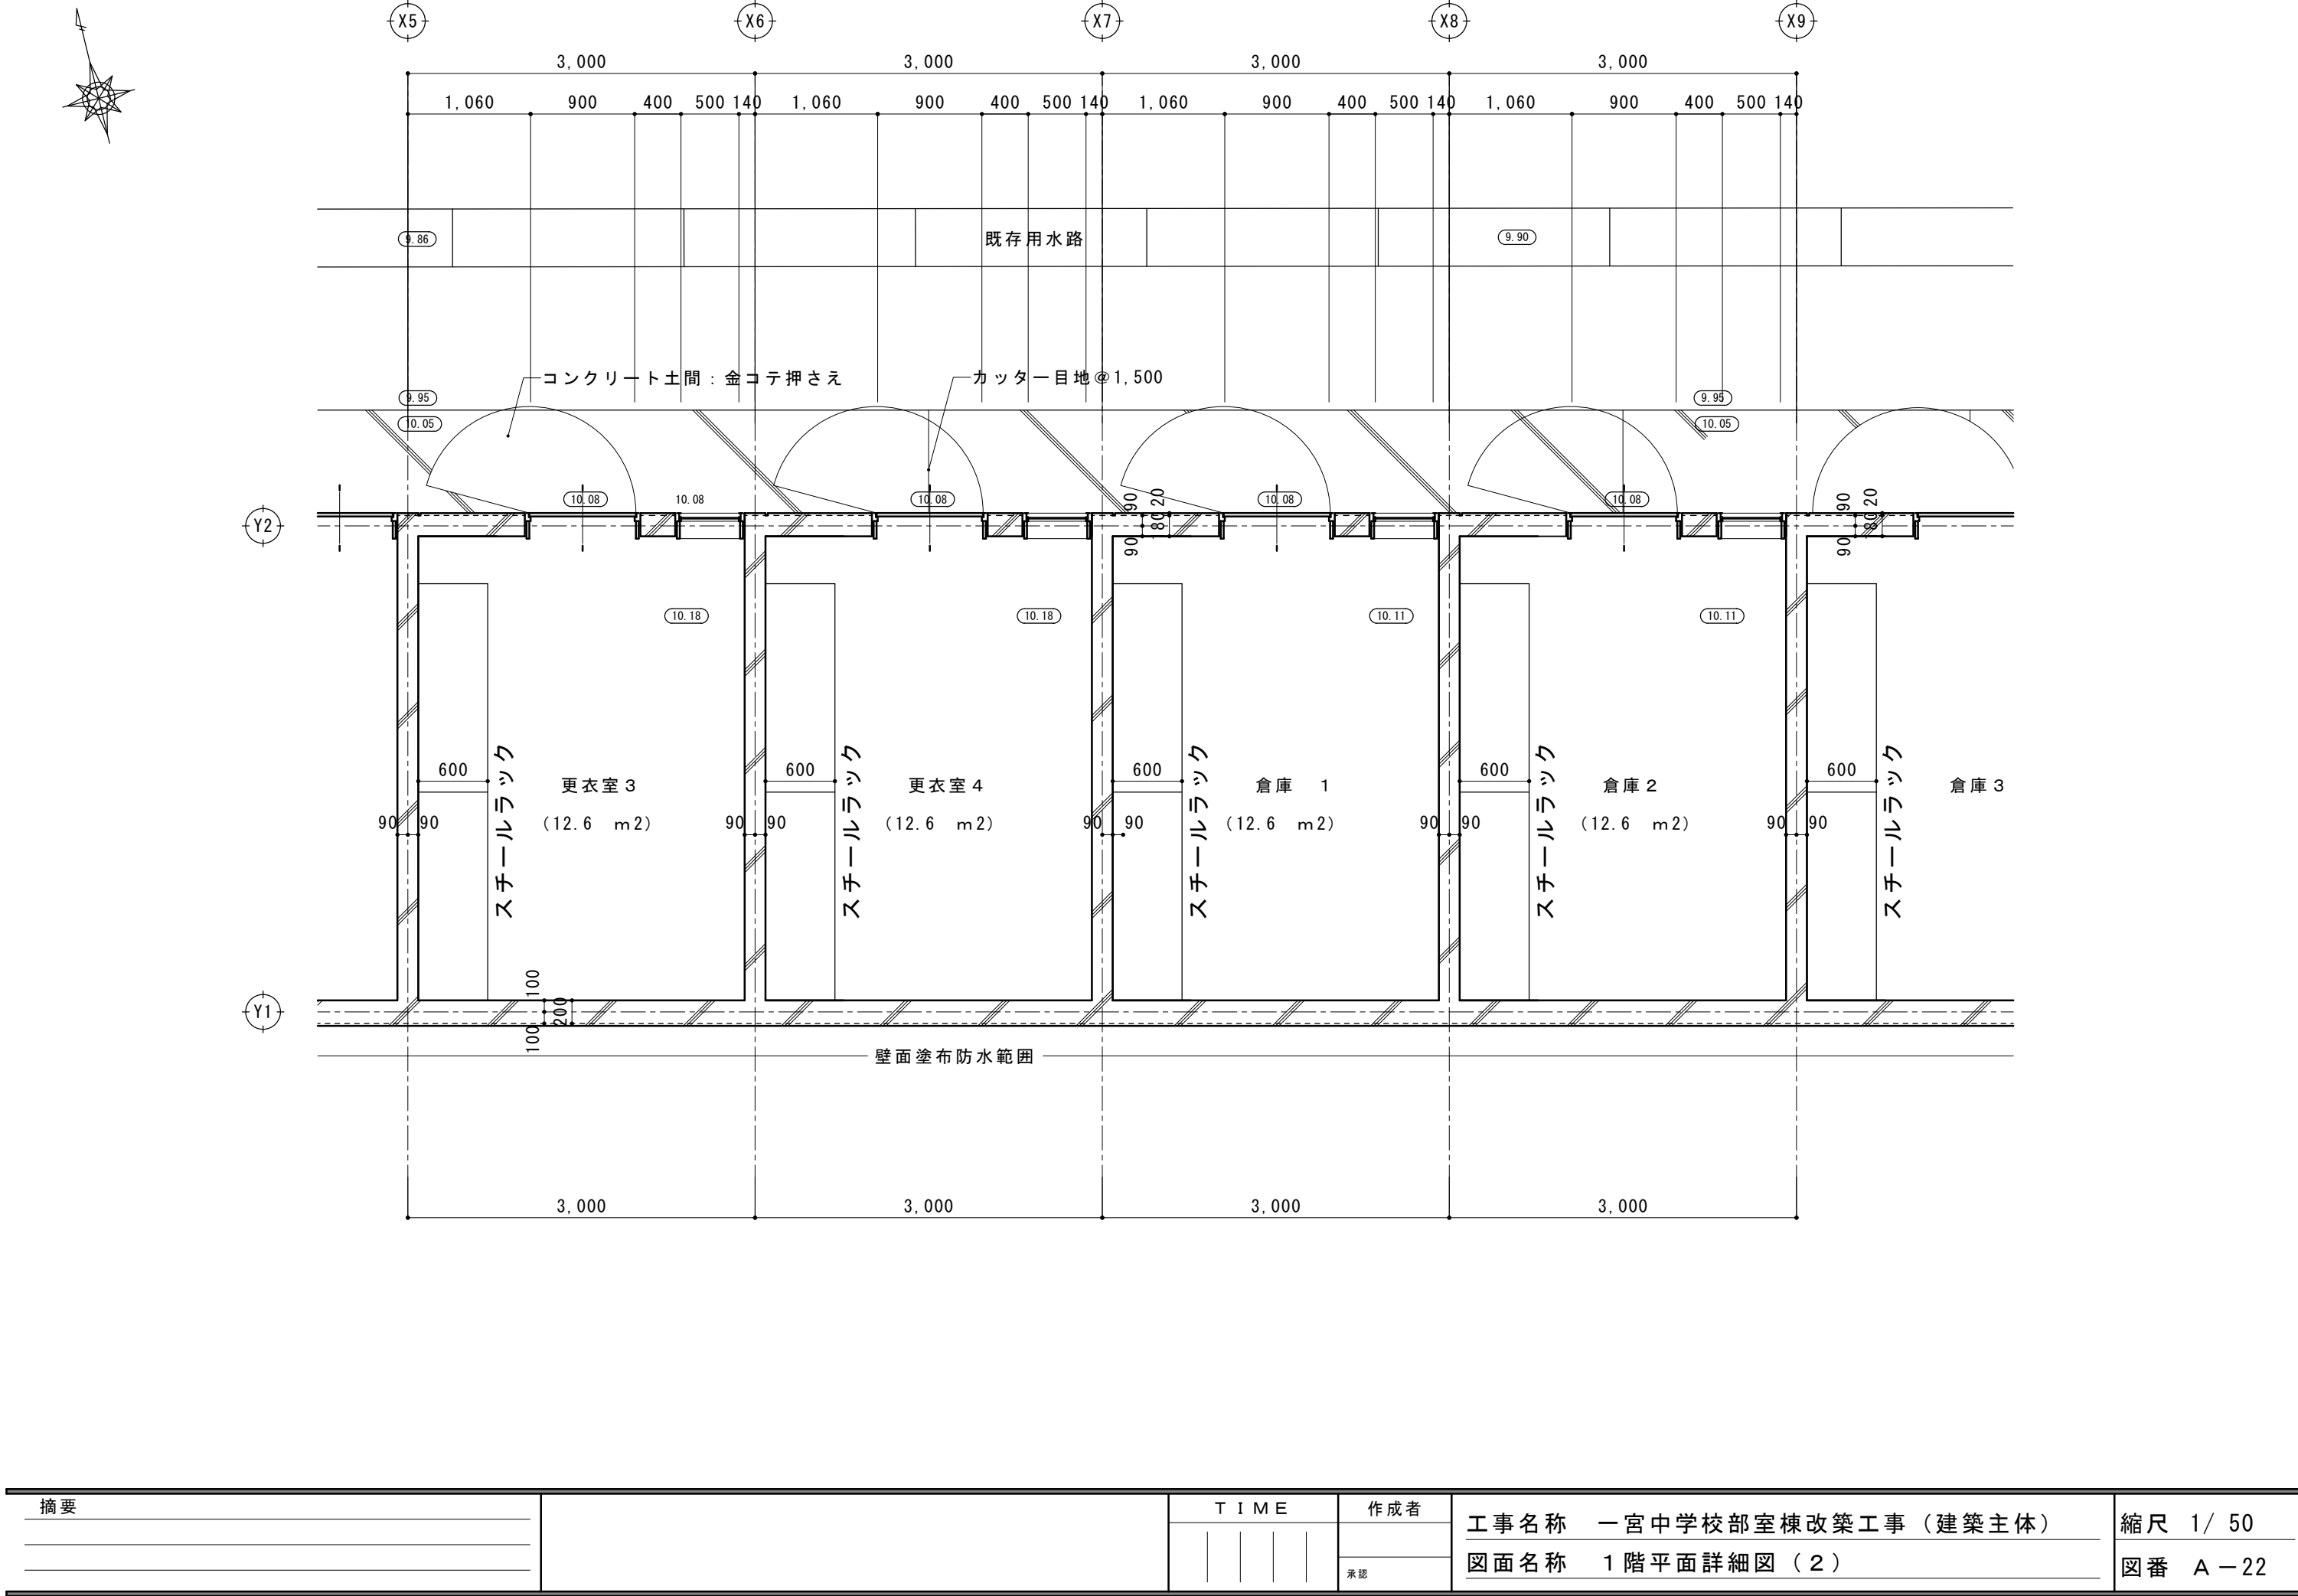 X5 X6 X7 X8 X9
3,000 3,000 3,000 3,000
1,060 900 400 500 140 1,060 900 400 500 140 1,060 900 400 500 140 1,060 900 400 500 140
9.86 既存用水路 9.90
コンクリート土間：金コテ押さえ カッター目地@1,500
9.95 9.95
10.05 10.05
10.08 10.08 10.08 10.08 10.08
Y2
90 20 180 90
90 20 180 90
10.18 10.18 10.11 10.11
600 600 600 600 600
スチールラック スチールラック スチールラック スチールラック スチールラック
更衣室３ 更衣室４ 倉庫　１ 倉庫２ 倉庫３
90 90 (12.6 m2) 90 90 (12.6 m2) 90 90 (12.6 m2) 90 90 (12.6 m2) 90 90
Y1
100 200 100
壁面塗布防水範囲
3,000 3,000 3,000 3,000
摘要
ＴＩＭＥ
作成者
承認
工事名称　一宮中学校部室棟改築工事（建築主体）
図面名称　１階平面詳細図（２）
縮尺 1/ 50
図番 Ａ－22